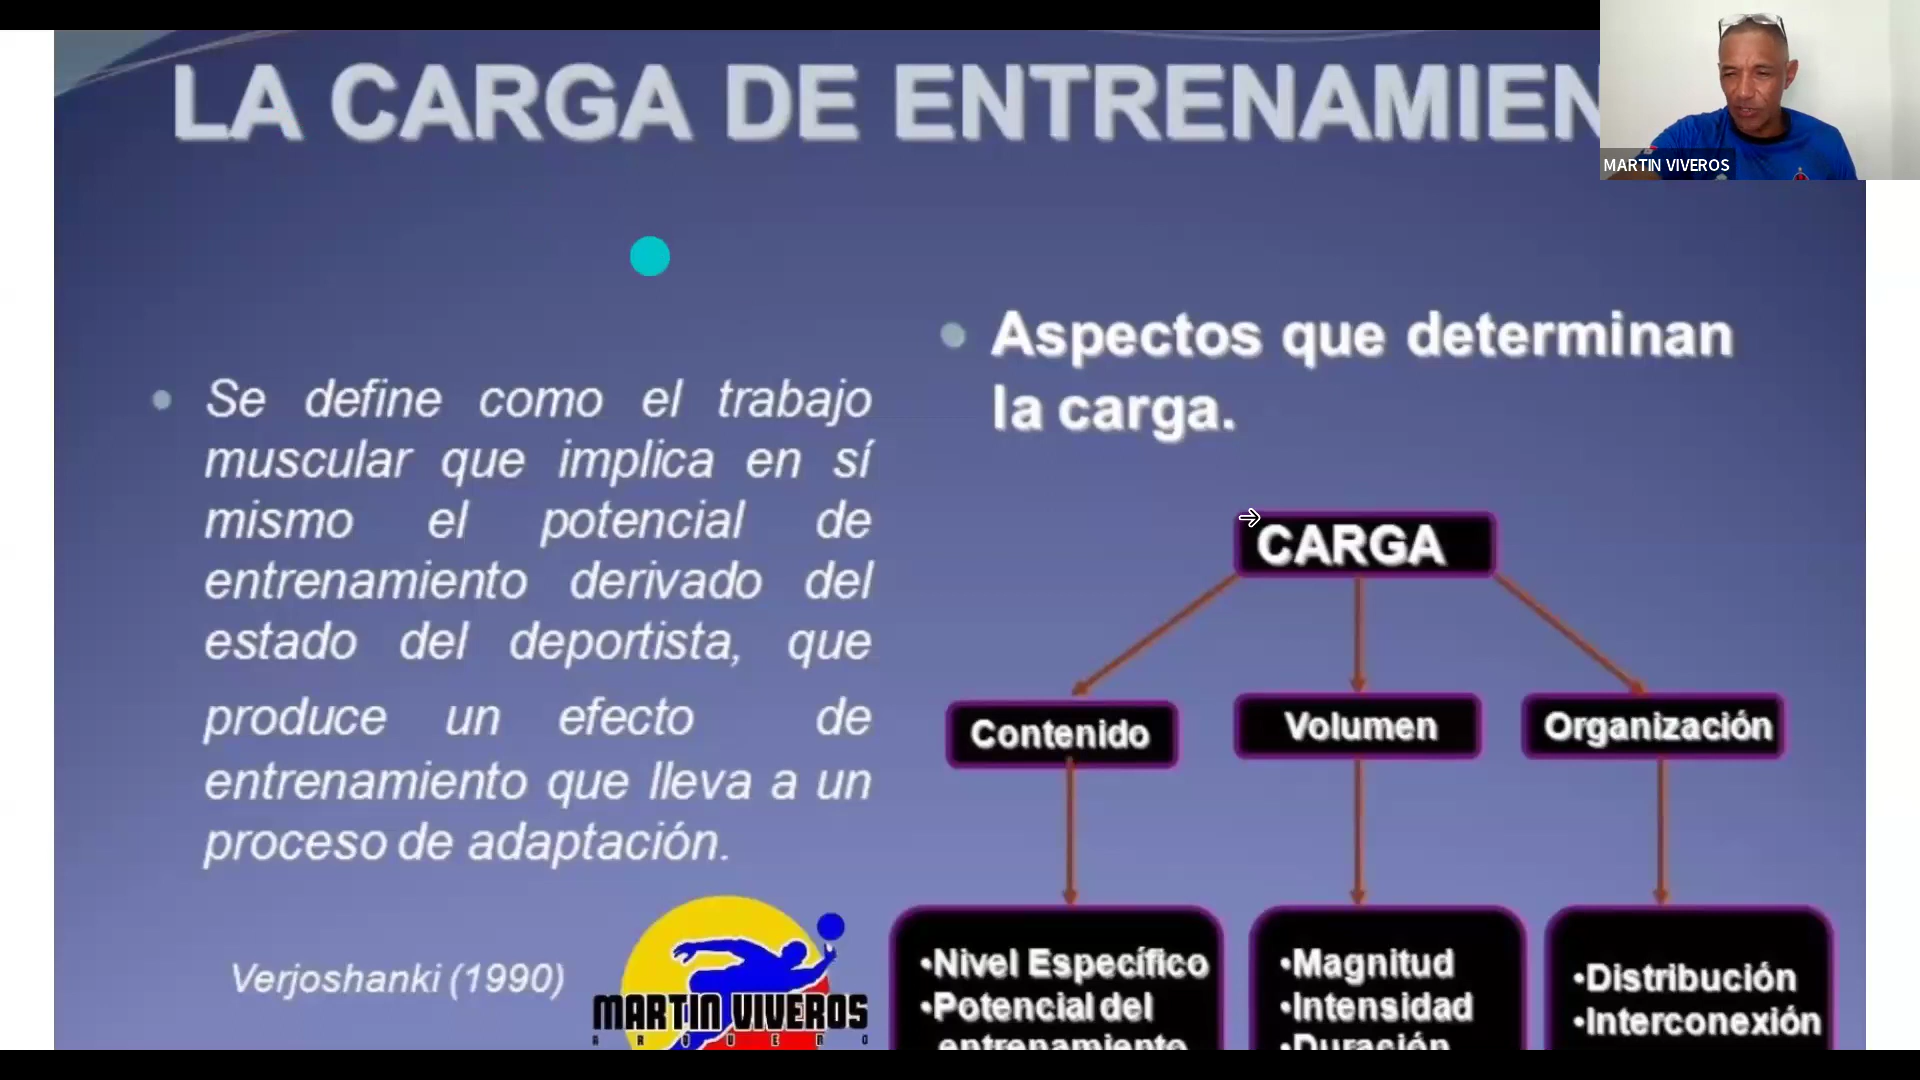 LA CARGA DE ENTRENAMIEN
MARTIN VIVEROS
• Se define como el trabajo
muscular que implica en sí
mismo el potencial de
entrenamiento derivado del
estado del deportista, que
produce un efecto de
entrenamiento que lleva a un
proceso de adaptación.
Verjoshanki (1990)
MARTIN VIVEROS
ARQUERO
• Aspectos que determinan
la carga.
CARGA
Contenido
Volumen
Organización
•Nivel Específico
•Potencial del
entrenamiento
•Magnitud
•Intensidad
•Duración
•Distribución
•Interconexión